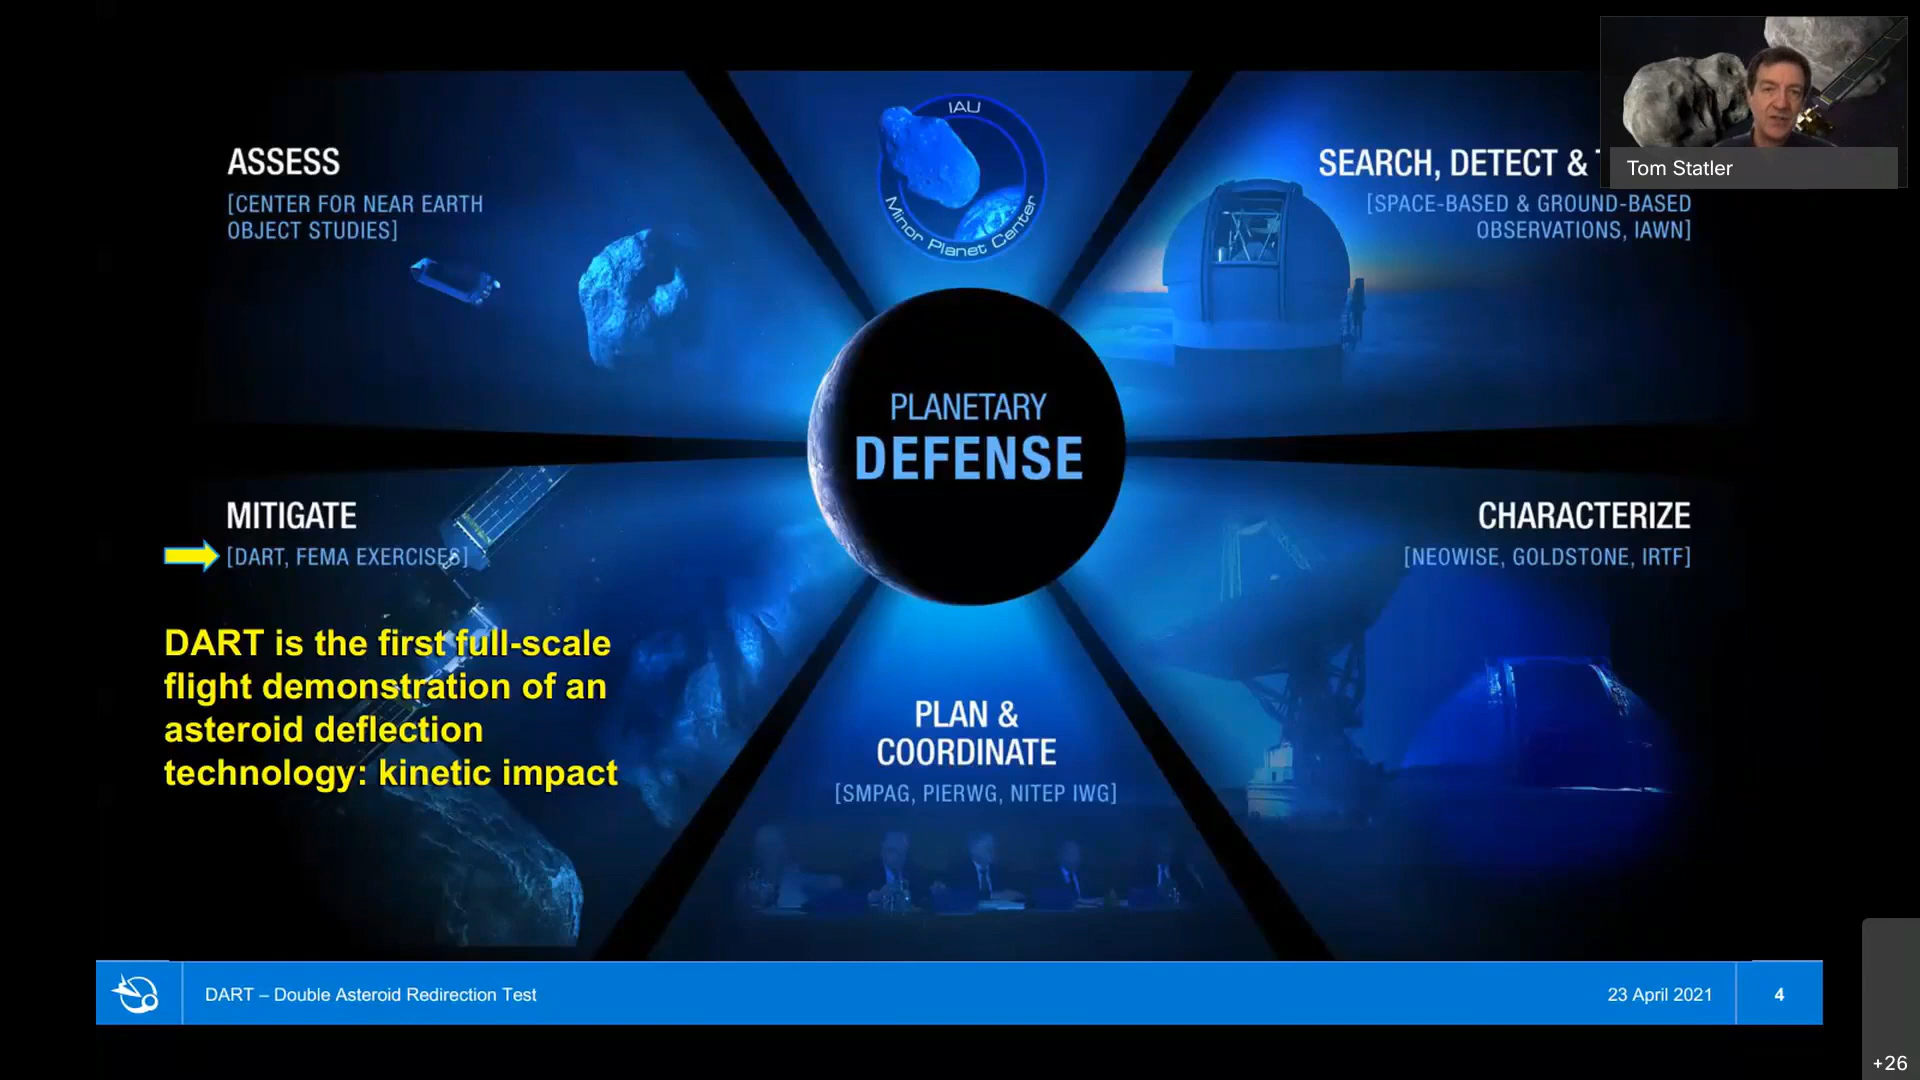 IAU
Minor Planet Center
ASSESS
[CENTER FOR NEAR EARTH
OBJECT STUDIES]
SEARCH, DETECT &
[SPACE-BASED & GROUND-BASED
OBSERVATIONS, IAWN]
Tom Statler
PLANETARY
DEFENSE
MITIGATE
[DART, FEMA EXERCISES]
DART is the first full-scale
flight demonstration of an
asteroid deflection
technology: kinetic impact
CHARACTERIZE
[NEOWISE, GOLDSTONE, IRTF]
PLAN &
COORDINATE
[SMPAG, PIERWG, NITEP IWG]
DART – Double Asteroid Redirection Test
23 April 2021
4
+26